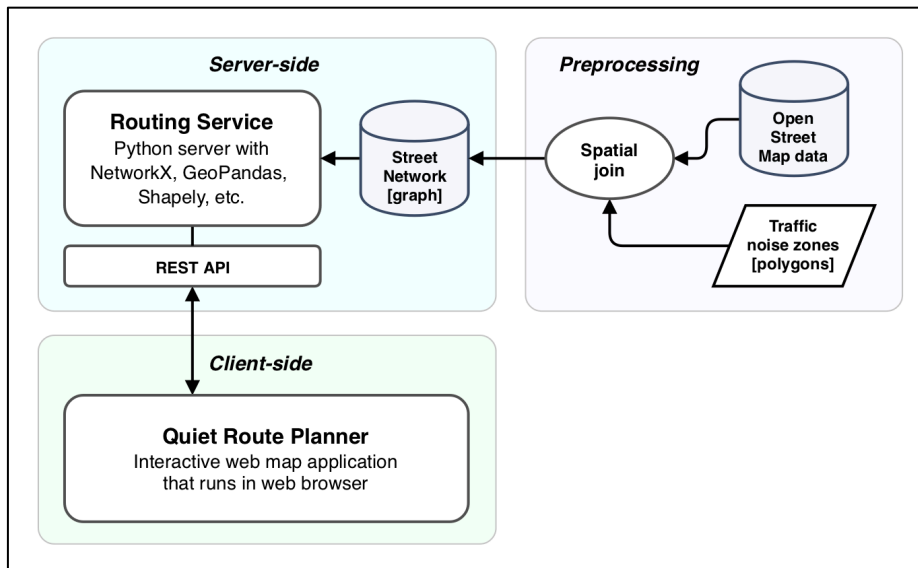 Server-side
Routing Service
Python server with
NetworkX, GeoPandas,
Shapely, etc.
REST API
Street
Network
[graph]
Preprocessing
Spatial
join
Open
Street
Map data
Traffic
noise zones
[polygons]
Client-side
Quiet Route Planner
Interactive web map application
that runs in web browser